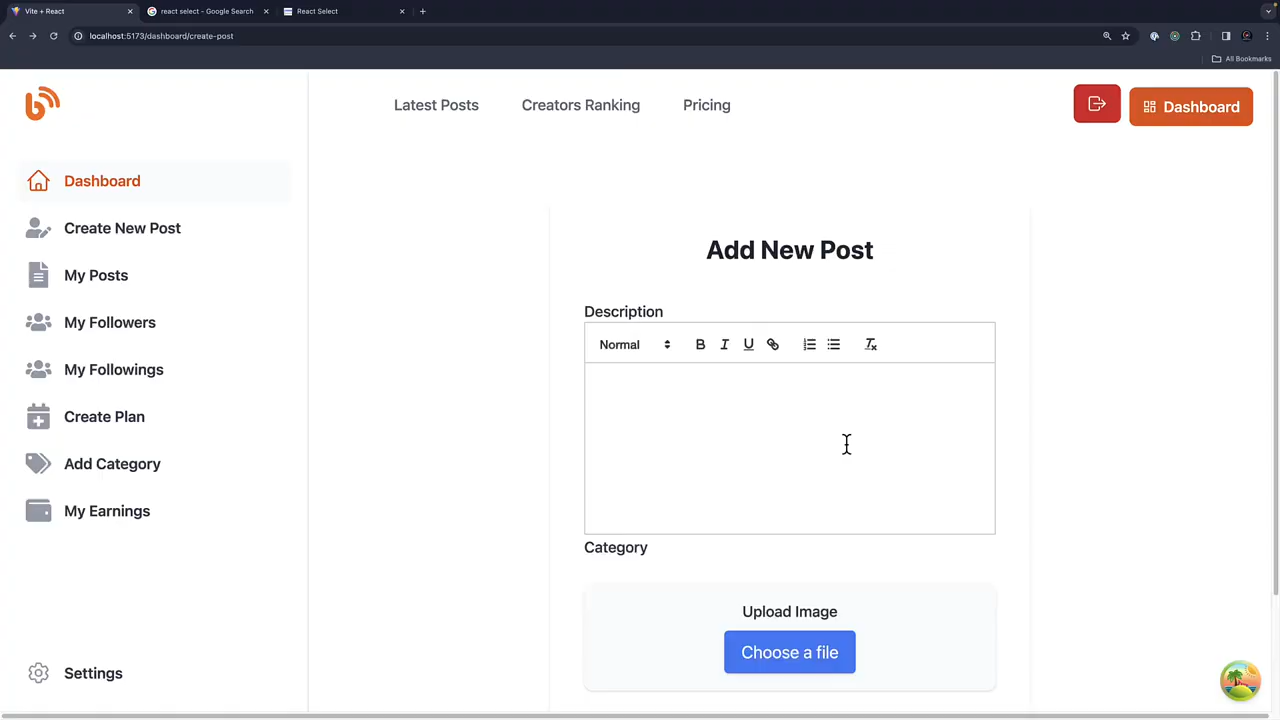 Vite + React
react select - Google Search
React Select
localhost:5173/dashboard/create-post
All Bookmarks
b
Latest Posts
Creators Ranking
Pricing
Dashboard
Dashboard
Create New Post
My Posts
My Followers
My Followings
Create Plan
Add Category
My Earnings
Settings
Add New Post
Description
Normal
B I U
Category
Upload Image
Choose a file